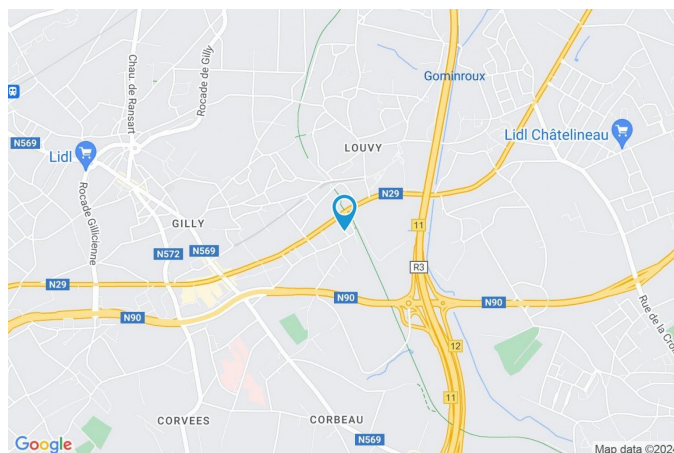 Gominroux
Chau. de Ransart
Rocade de Gilly
LOUVY
Lidl Châtelineau
N569
Lidl
N29
Rocade Gillicienne
GILLY
N569
11
N572
R3
N29
N90
N90
N90
Rue de la Croix
12
11
CORVEES
CORBEAU
N569
Google
Map data ©2024